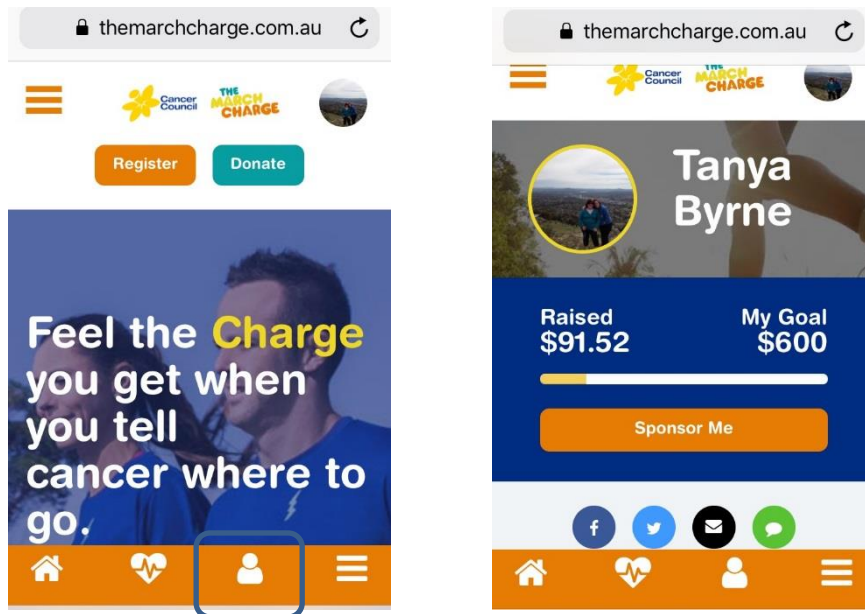 themarchcharge.com.au
Cancer
Council
THE
MARCH
CHARGE
Register Donate
Feel the Charge
you get when
you tell
cancer where to
go.
themarchcharge.com.au
Cancer
Council
THE
MARCH
CHARGE
Tanya
Byrne
Raised My Goal
$91.52 $600
Sponsor Me
f